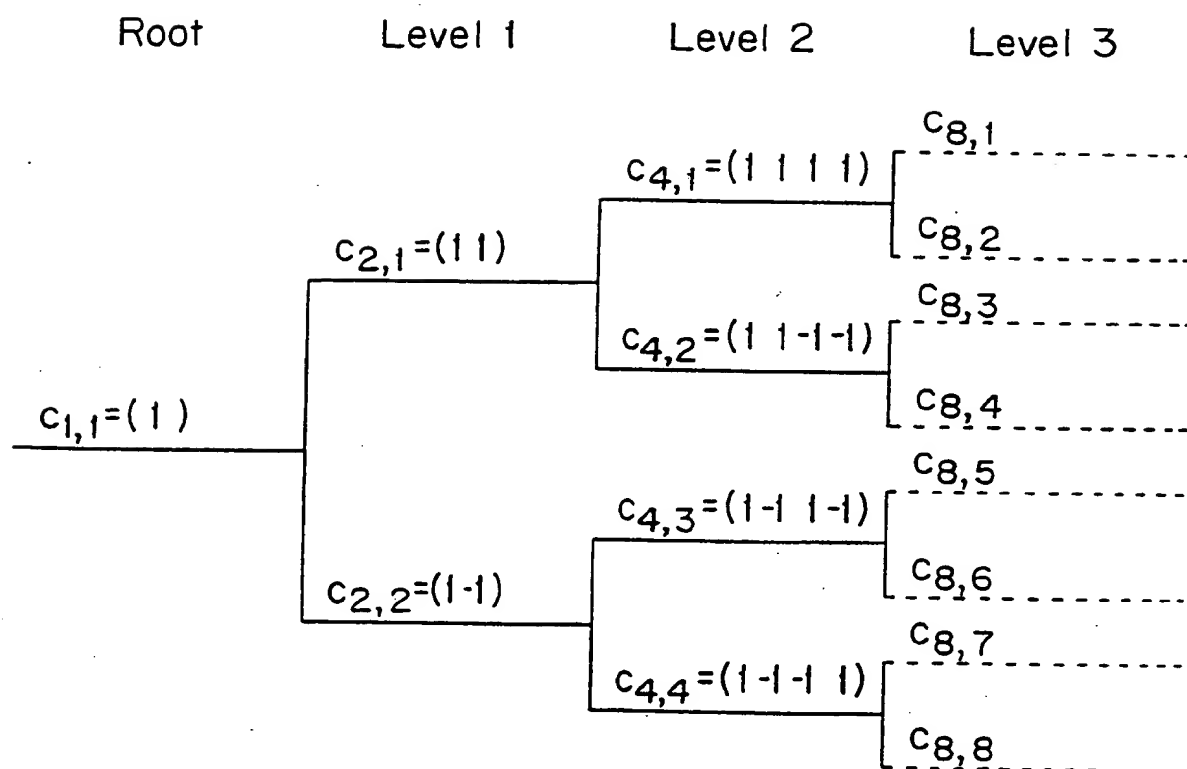 Root Level 1 Level 2 Level 3
c8,1
c4,1=(1 1 1 1)
c8,2
c2,1=(1 1)
c8,3
c4,2=(1 1-1-1)
c8,4
c1,1=(1)
c8,5
c4,3=(1-1 1-1)
c8,6
c2,2=(1-1)
c8,7
c4,4=(1-1-1 1)
c8,8